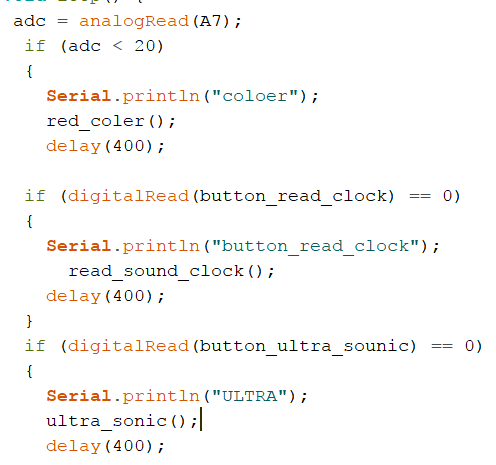 adc = analogRead(A7);
if (adc < 20)
{
Serial.println("coloer");
red_coler();
delay(400);
if (digitalRead(button_read_clock) == 0)
{
Serial.println("button_read_clock");
read_sound_clock();
delay(400);
}
if (digitalRead(button_ultra_sounic) == 0)
{
Serial.println("ULTRA");
ultra_sonic();
delay(400);